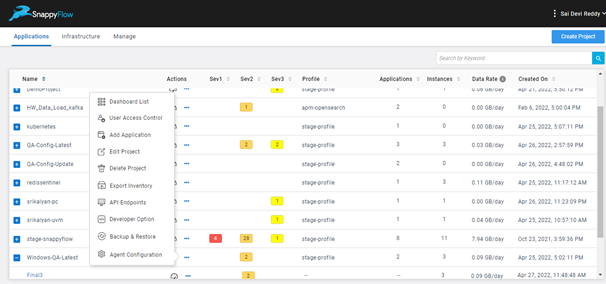 SnappyFlow
Sai Devi Reddy
Applications Infrastructure Manage
Create Project
Search by Keyword
Name Actions Sev1 Sev2 Sev3 Profile Applications Instances Data Rate Created On
DemoProject 2 stage-profile 1 1 0.06 GB/day Apr 21, 2022, 5:50:12 PM
HW_Data_Load_kafka 1 apm-opensearch 2 0 0.00 GB/day Feb 6, 2022, 5:00:04 PM
kubernetes stage-profile 1 0 0.00 GB/day Apr 25, 2022, 5:07:11 PM
QA-Config-Latest 2 2 stage-profile 3 3 0.03 GB/day Apr 26, 2022, 2:57:59 PM
QA-Config-Update stage-profile 2 0 0.00 GB/day Apr 26, 2022, 4:48:02 PM
redissentinel stage-profile 1 3 0.11 GB/day Apr 25, 2022, 11:17:12 AM
srikalyan-pc 1 stage-profile 1 1 0.00 GB/day Apr 26, 2022, 11:23:09 PM
srikalyan-uvm 1 stage-profile 1 1 0.04 GB/day Apr 25, 2022, 10:57:10 AM
stage-snappyflow 4 28 1 stage-profile 8 11 7.94 GB/day Oct 23, 2021, 3:59:36 PM
Windows-QA-Latest 2 stage-profile 2 3 0.09 GB/day Apr 25, 2022, 5:02:11 PM
Final3 2 -- -- 3 0.09 GB/day Apr 27, 2022, 11:48:48 AM
Dashboard List
User Access Control
Add Application
Edit Project
Delete Project
Export Inventory
API Endpoints
Developer Option
Backup & Restore
Agent Configuration